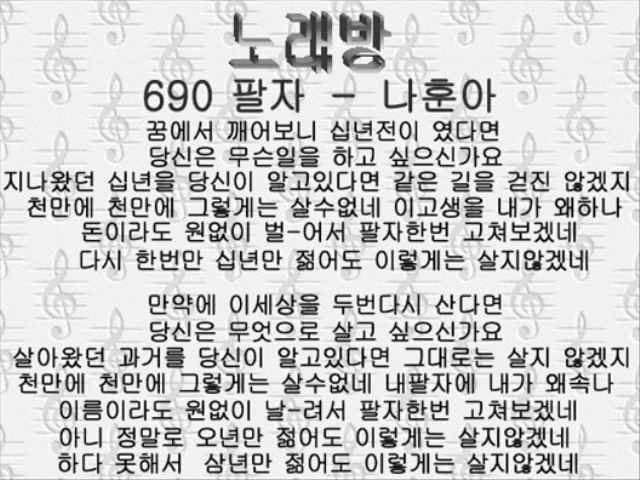 노래방
690 팔자 - 나훈아
꿈에서 깨어보니 십년전이 였다면
당신은 무슨일을 하고 싶으신가요
지나왔던 십년을 당신이 알고있다면 같은 길을 걷진 않겠지
천만에 천만에 그렇게는 살수없네 이고생을 내가 왜하나
돈이라도 원없이 벌-어서 팔자한번 고쳐보겠네
다시 한번만 십년만 젊어도 이렇게는 살지않겠네
만약에 이세상을 두번다시 산다면
당신은 무엇으로 살고 싶으신가요
살아왔던 과거를 당신이 알고있다면 그대로는 살지 않겠지
천만에 천만에 그렇게는 살수없네 내팔자에 내가 왜속나
이름이라도 원없이 날-려서 팔자한번 고쳐보겠네
아니 정말로 오년만 젊어도 이렇게는 살지않겠네
하다 못해서 삼년만 젊어도 이렇게는 살지않겠네